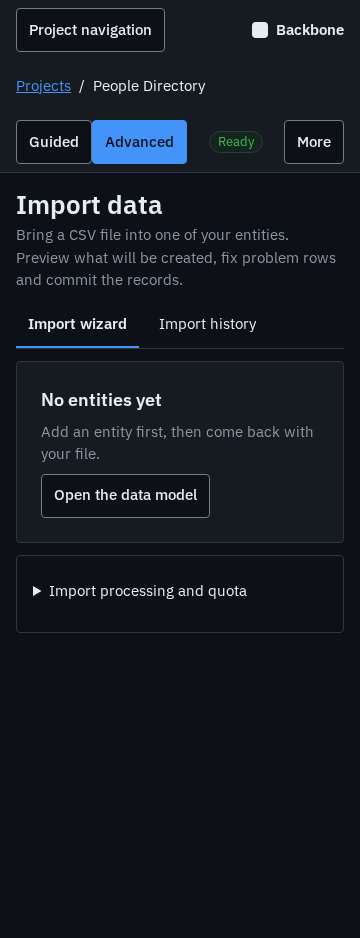 Project navigation
Backbone
Projects / People Directory
Guided
Advanced
Ready
More
Import data
Bring a CSV file into one of your entities.
Preview what will be created, fix problem rows
and commit the records.
Import wizard
Import history
No entities yet
Add an entity first, then come back with
your file.
Open the data model
Import processing and quota